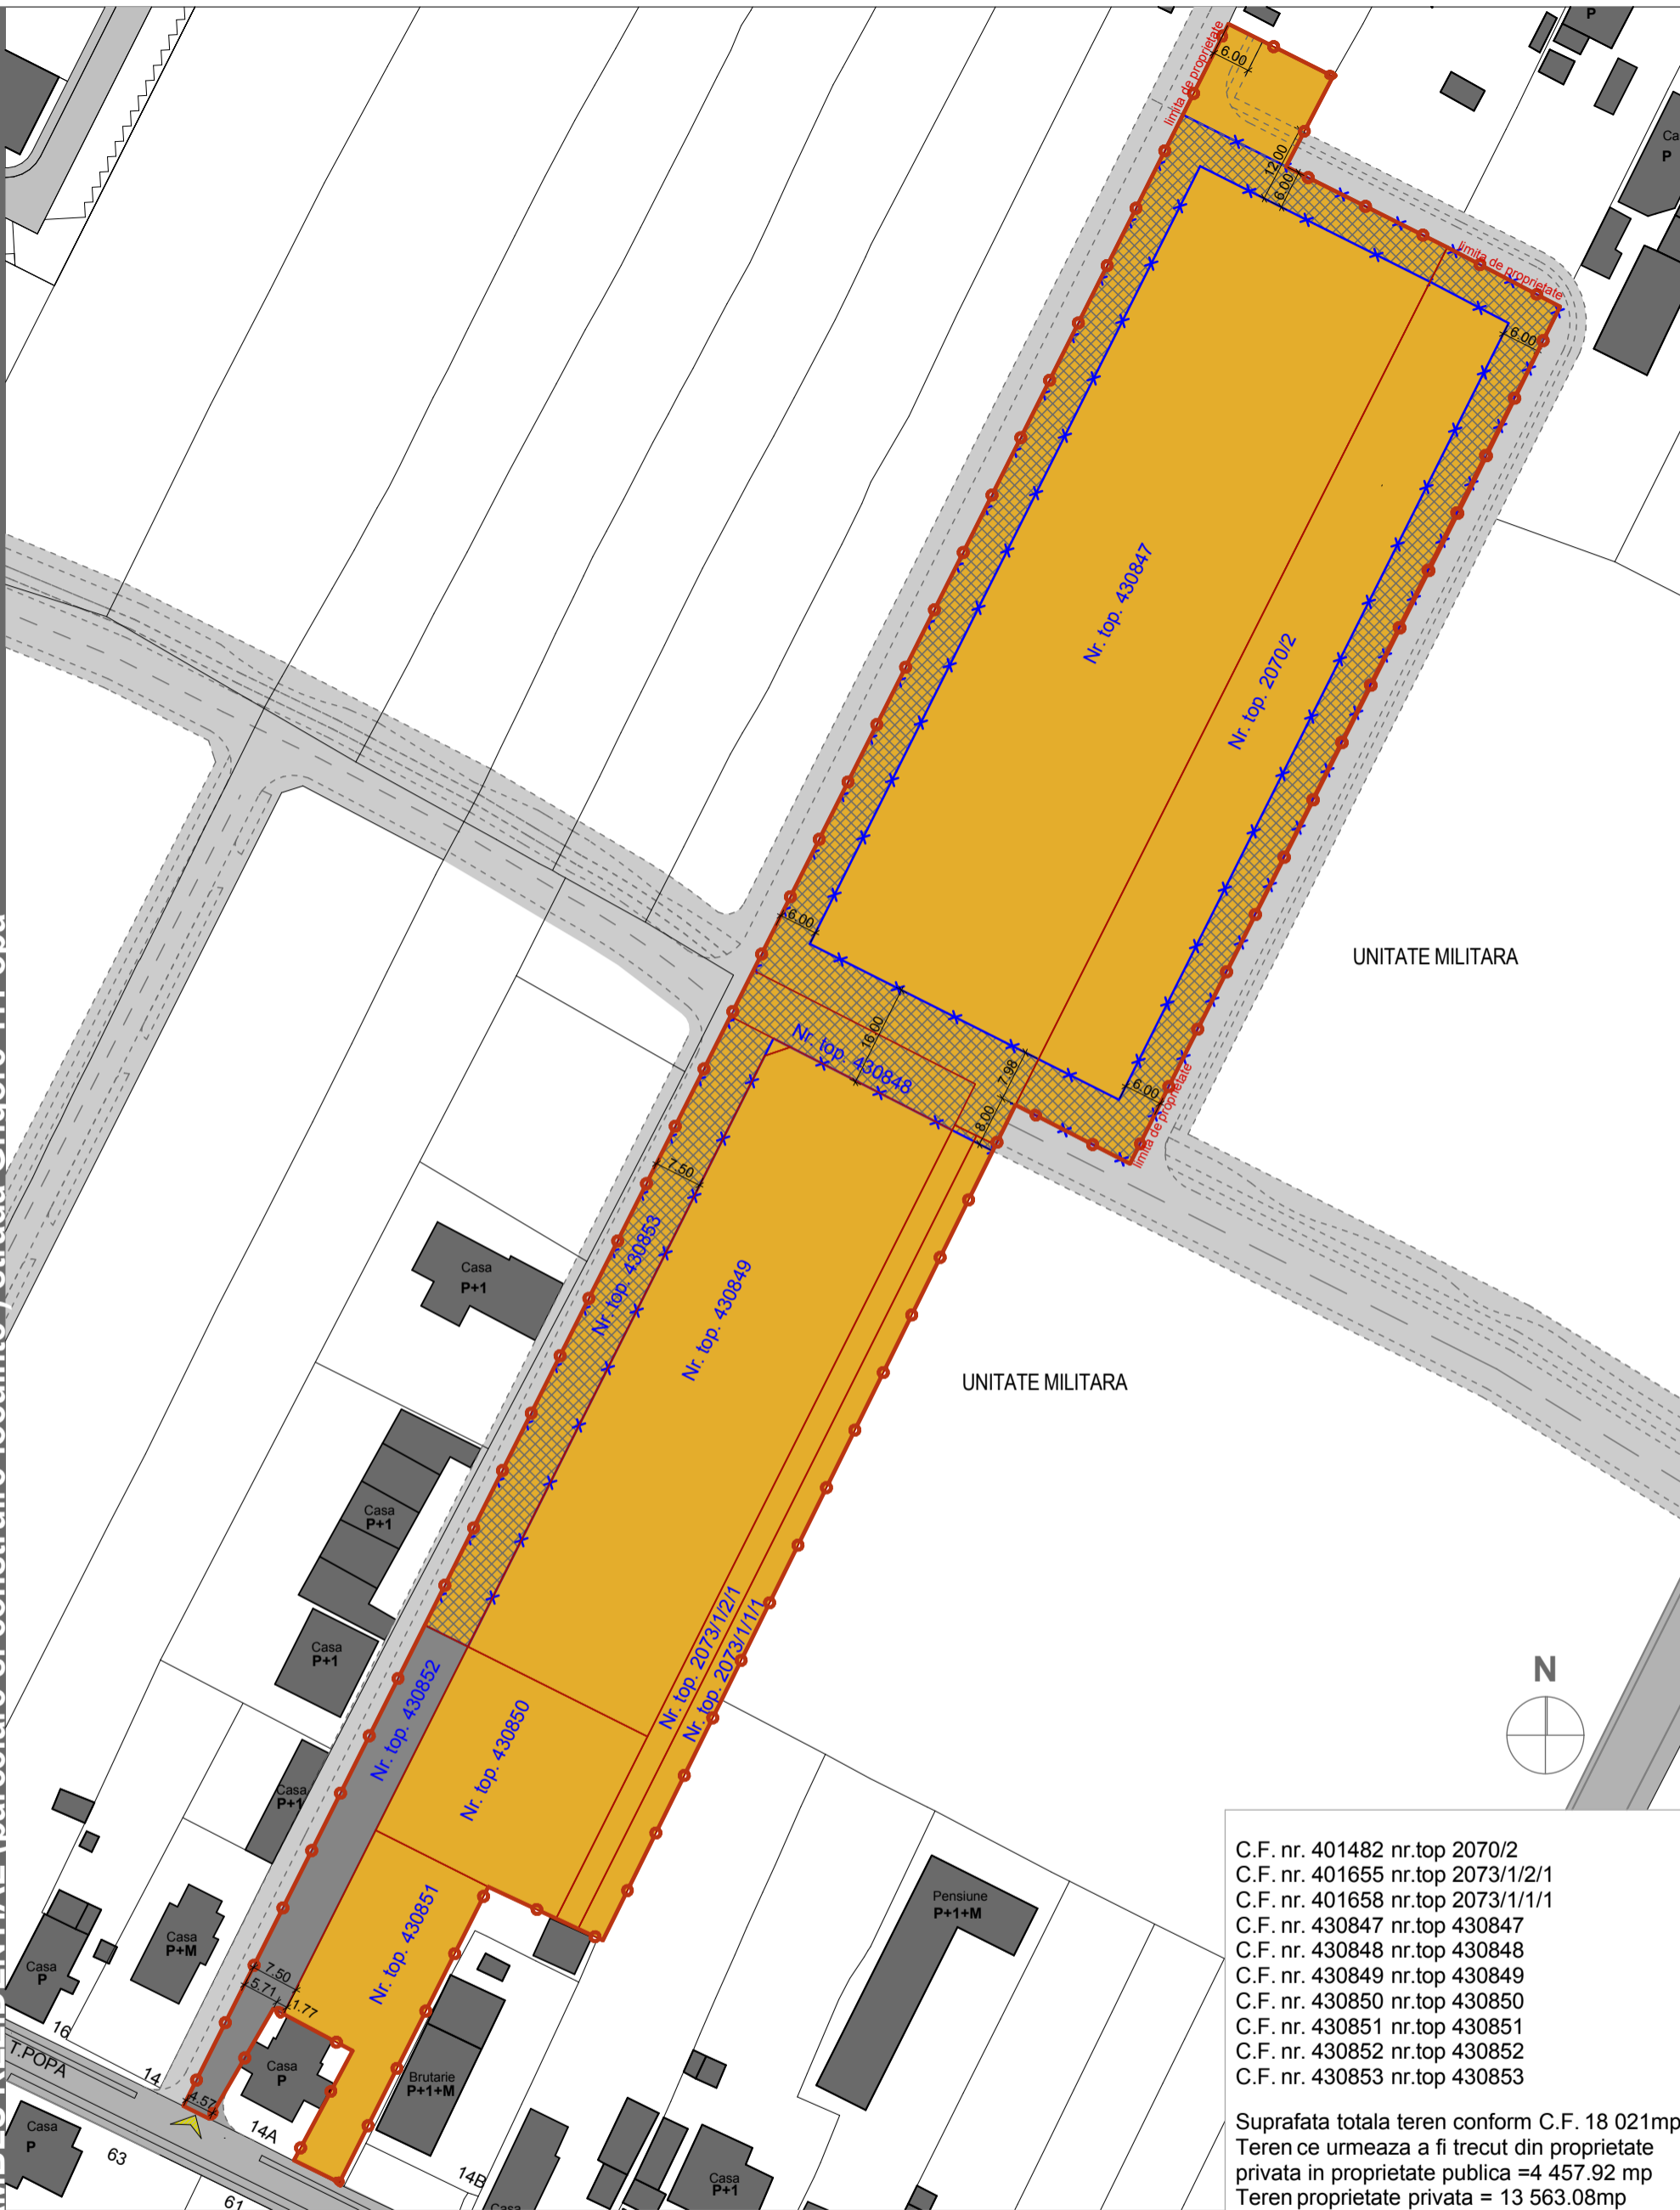 P
limita de proprietate
6.00
Ca
P
12.00
6.00
limita de proprietate
6.00
Nr. top. 430847
Nr. top. 2070/2
6.00
UNITATE MILITARA
16.00
Nr. top. 430848
7.98
6.00
8.00
limita de proprietate
7.50
Nr. top. 430853
Casa
P+1
Nr. top. 430849
UNITATE MILITARA
Casa
P+1
Nr. top. 2073/1/2/1
Nr. top. 2073/1/1/1
Casa
P+1
Nr. top. 430852
N
Nr. top. 430850
Casa
P+1
Nr. top. 430851
Pensiune
P+1+M
Casa
P+M
Casa
P
7.50
5.71
1.77
16
T.POPA
14
Casa
P
Brutarie
P+1+M
4.57
14A
Casa
P
63
14B
Casa
P+1
61
Casa
C.F. nr. 401482 nr.top 2070/2
C.F. nr. 401655 nr.top 2073/1/2/1
C.F. nr. 401658 nr.top 2073/1/1/1
C.F. nr. 430847 nr.top 430847
C.F. nr. 430848 nr.top 430848
C.F. nr. 430849 nr.top 430849
C.F. nr. 430850 nr.top 430850
C.F. nr. 430851 nr.top 430851
C.F. nr. 430852 nr.top 430852
C.F. nr. 430853 nr.top 430853
Suprafata totala teren conform C.F. 18 021mp
Teren ce urmeaza a fi trecut din proprietate
privata in proprietate publica =4 457.92 mp
Teren proprietate privata = 13 563.08mp